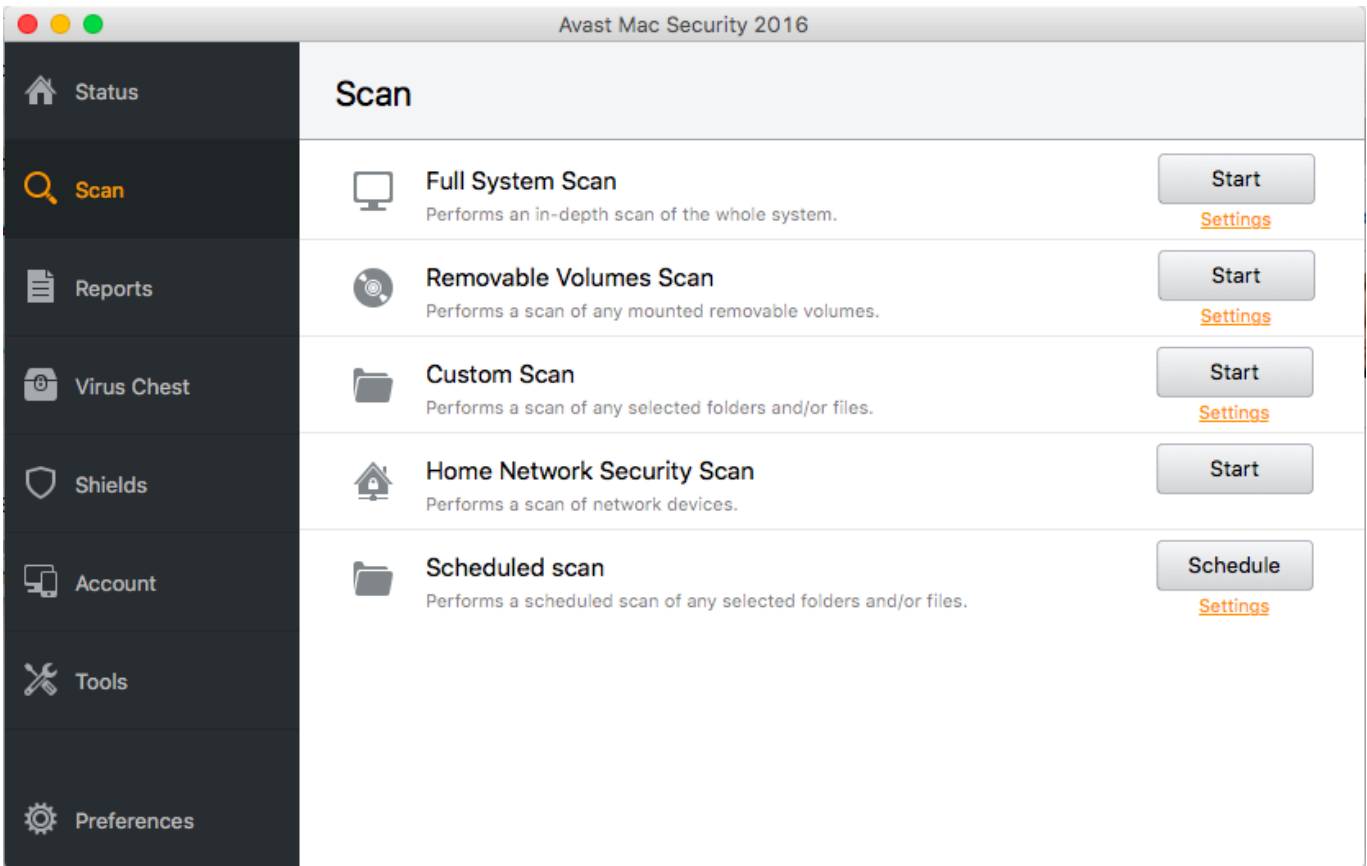 Avast Mac Security 2016
Status
Scan
Reports
Virus Chest
Shields
Account
Tools
Preferences
Scan
Full System Scan
Performs an in-depth scan of the whole system.
Start
Settings
Removable Volumes Scan
Performs a scan of any mounted removable volumes.
Start
Settings
Custom Scan
Performs a scan of any selected folders and/or files.
Start
Settings
Home Network Security Scan
Performs a scan of network devices.
Start
Scheduled scan
Performs a scheduled scan of any selected folders and/or files.
Schedule
Settings